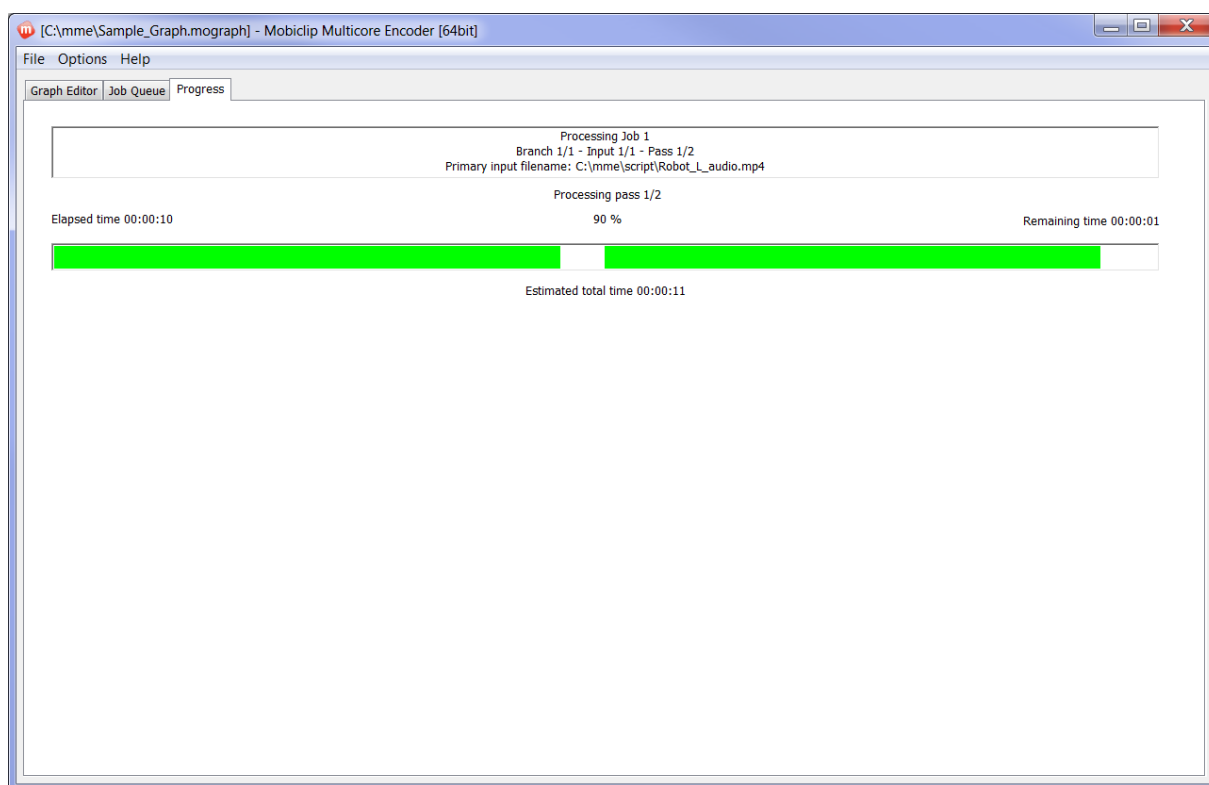 [C:\mme\Sample_Graph.mograph] - Mobiclip Multicore Encoder [64bit]
File Options Help
Graph Editor Job Queue Progress
Processing Job 1
Branch 1/1 - Input 1/1 - Pass 1/2
Primary input filename: C:\mme\script\Robot_L_audio.mp4
Processing pass 1/2
Elapsed time 00:00:10 90 % Remaining time 00:00:01
Estimated total time 00:00:11